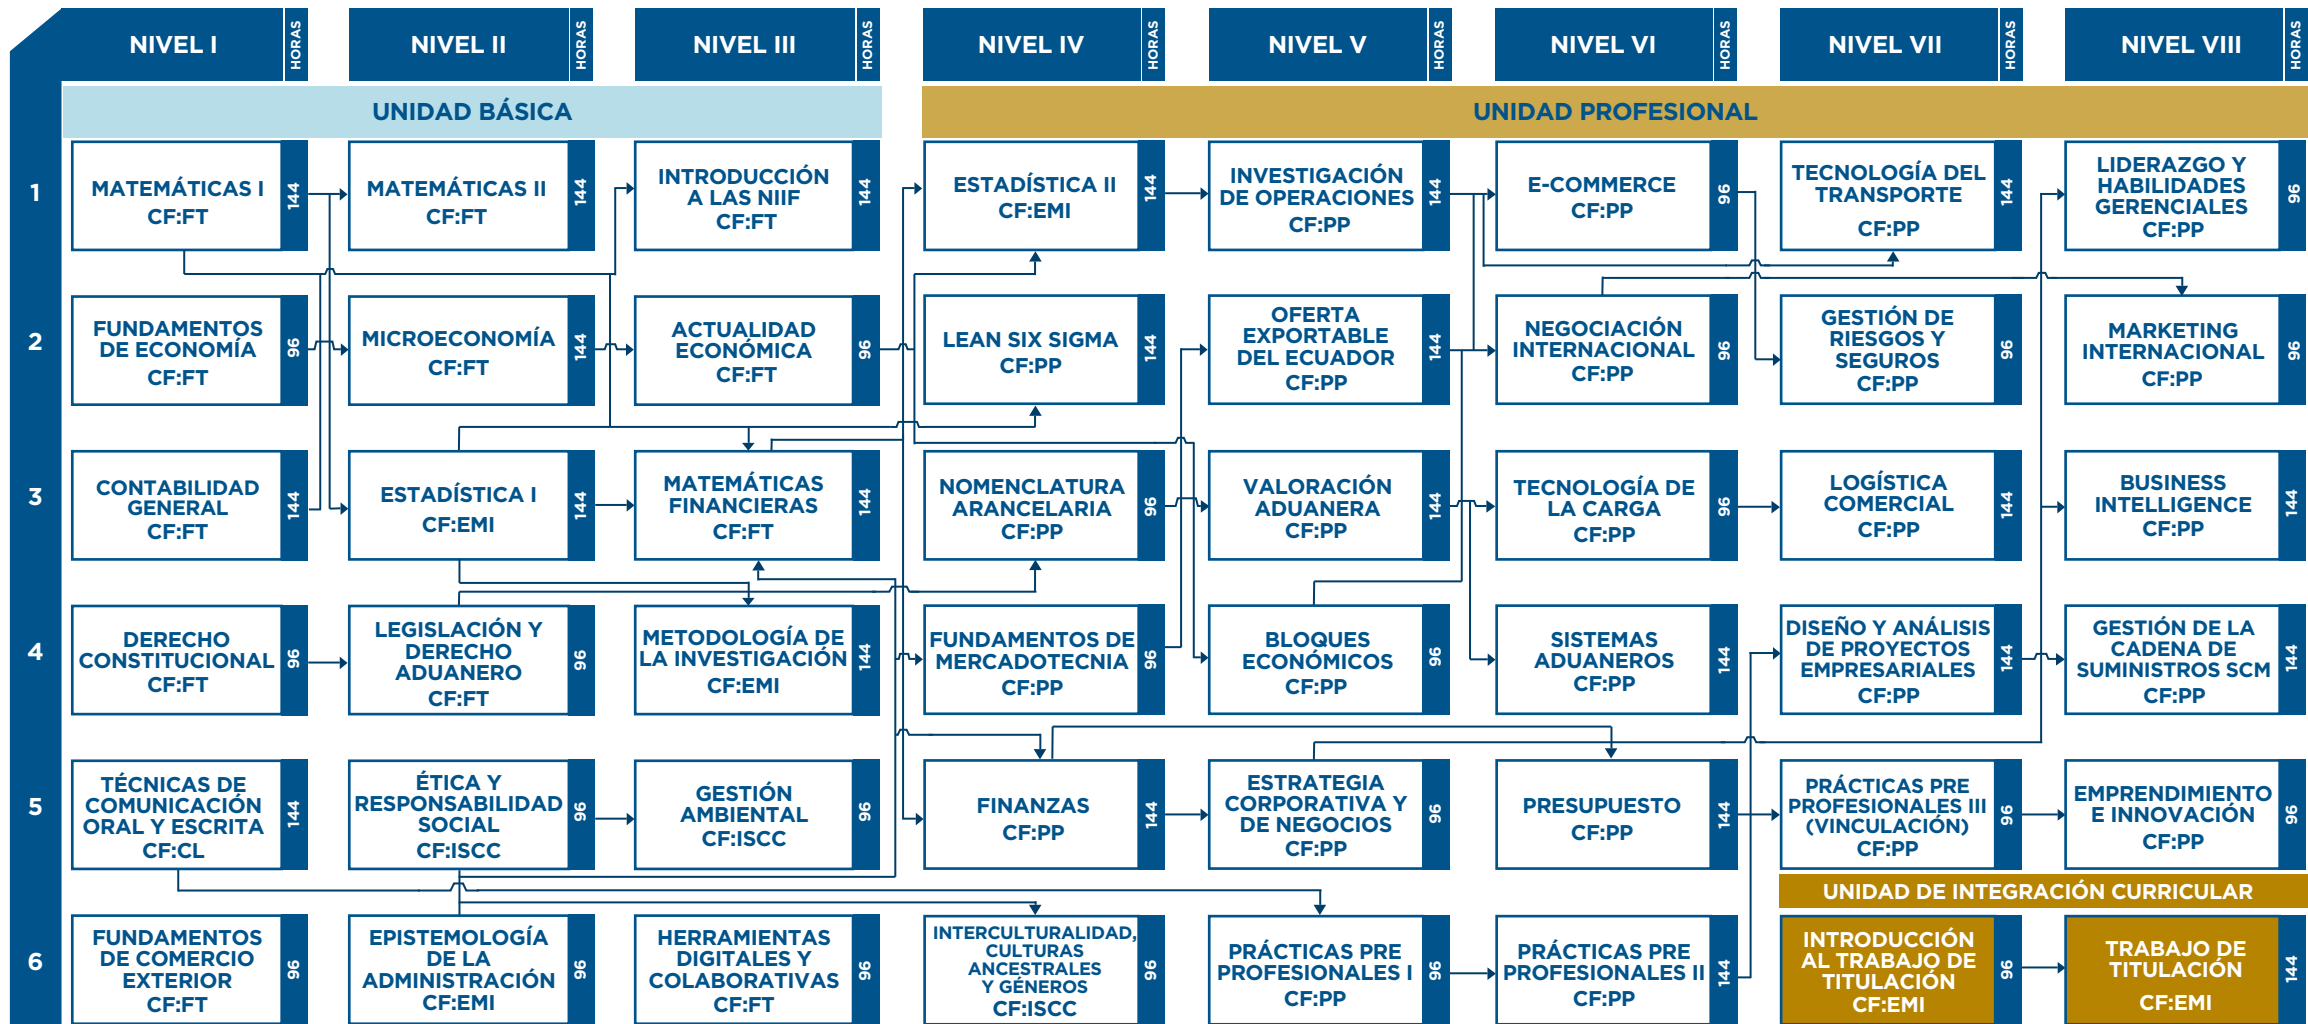 NIVEL I
HORAS
NIVEL II
HORAS
NIVEL III
HORAS
NIVEL IV
HORAS
NIVEL V
HORAS
NIVEL VI
HORAS
NIVEL VII
HORAS
NIVEL VIII
HORAS
UNIDAD BÁSICA
UNIDAD PROFESIONAL
1
MATEMÁTICAS I
CF:FT
144
MATEMÁTICAS II
CF:FT
144
INTRODUCCIÓN
A LAS NIIF
CF:FT
144
ESTADÍSTICA II
CF:EMI
144
INVESTIGACIÓN
DE OPERACIONES
CF:PP
144
E-COMMERCE
CF:PP
96
TECNOLOGÍA DEL
TRANSPORTE
CF:PP
144
LIDERAZGO Y
HABILIDADES
GERENCIALES
CF:PP
96
2
FUNDAMENTOS
DE ECONOMÍA
CF:FT
96
MICROECONOMÍA
CF:FT
144
ACTUALIDAD
ECONÓMICA
CF:FT
96
LEAN SIX SIGMA
CF:PP
144
OFERTA
EXPORTABLE
DEL ECUADOR
CF:PP
144
NEGOCIACIÓN
INTERNACIONAL
CF:PP
96
GESTIÓN DE
RIESGOS Y
SEGUROS
CF:PP
96
MARKETING
INTERNACIONAL
CF:PP
96
3
CONTABILIDAD
GENERAL
CF:FT
144
ESTADÍSTICA I
CF:EMI
144
MATEMÁTICAS
FINANCIERAS
CF:FT
144
NOMENCLATURA
ARANCELARIA
CF:PP
96
VALORACIÓN
ADUANERA
CF:PP
144
TECNOLOGÍA DE
LA CARGA
CF:PP
96
LOGÍSTICA
COMERCIAL
CF:PP
144
BUSINESS
INTELLIGENCE
CF:PP
144
4
DERECHO
CONSTITUCIONAL
CF:FT
96
LEGISLACIÓN Y
DERECHO
ADUANERO
CF:FT
96
METODOLOGÍA DE
LA INVESTIGACIÓN
CF:EMI
144
FUNDAMENTOS DE
MERCADOTECNIA
CF:PP
96
BLOQUES
ECONÓMICOS
CF:PP
96
SISTEMAS
ADUANEROS
CF:PP
144
DISEÑO Y ANÁLISIS
DE PROYECTOS
EMPRESARIALES
CF:PP
144
GESTIÓN DE LA
CADENA DE
SUMINISTROS SCM
CF:PP
144
5
TÉCNICAS DE
COMUNICACIÓN
ORAL Y ESCRITA
CF:CL
144
ÉTICA Y
RESPONSABILIDAD
SOCIAL
CF:ISCC
96
GESTIÓN
AMBIENTAL
CF:ISCC
96
FINANZAS
CF:PP
144
ESTRATEGIA
CORPORATIVA Y
DE NEGOCIOS
CF:PP
96
PRESUPUESTO
CF:PP
144
PRÁCTICAS PRE
PROFESIONALES III
(VINCULACIÓN)
CF:PP
96
EMPRENDIMIENTO
E INNOVACIÓN
CF:PP
96
UNIDAD DE INTEGRACIÓN CURRICULAR
6
FUNDAMENTOS
DE COMERCIO
EXTERIOR
CF:FT
96
EPISTEMOLOGÍA
DE LA
ADMINISTRACIÓN
CF:EMI
96
HERRAMIENTAS
DIGITALES Y
COLABORATIVAS
CF:FT
96
INTERCULTURALIDAD,
CULTURAS
ANCESTRALES
Y GÉNEROS
CF:ISCC
96
PRÁCTICAS PRE
PROFESIONALES I
CF:PP
96
PRÁCTICAS PRE
PROFESIONALES II
CF:PP
144
INTRODUCCIÓN
AL TRABAJO DE
TITULACIÓN
CF:EMI
96
TRABAJO DE
TITULACIÓN
CF:EMI
144